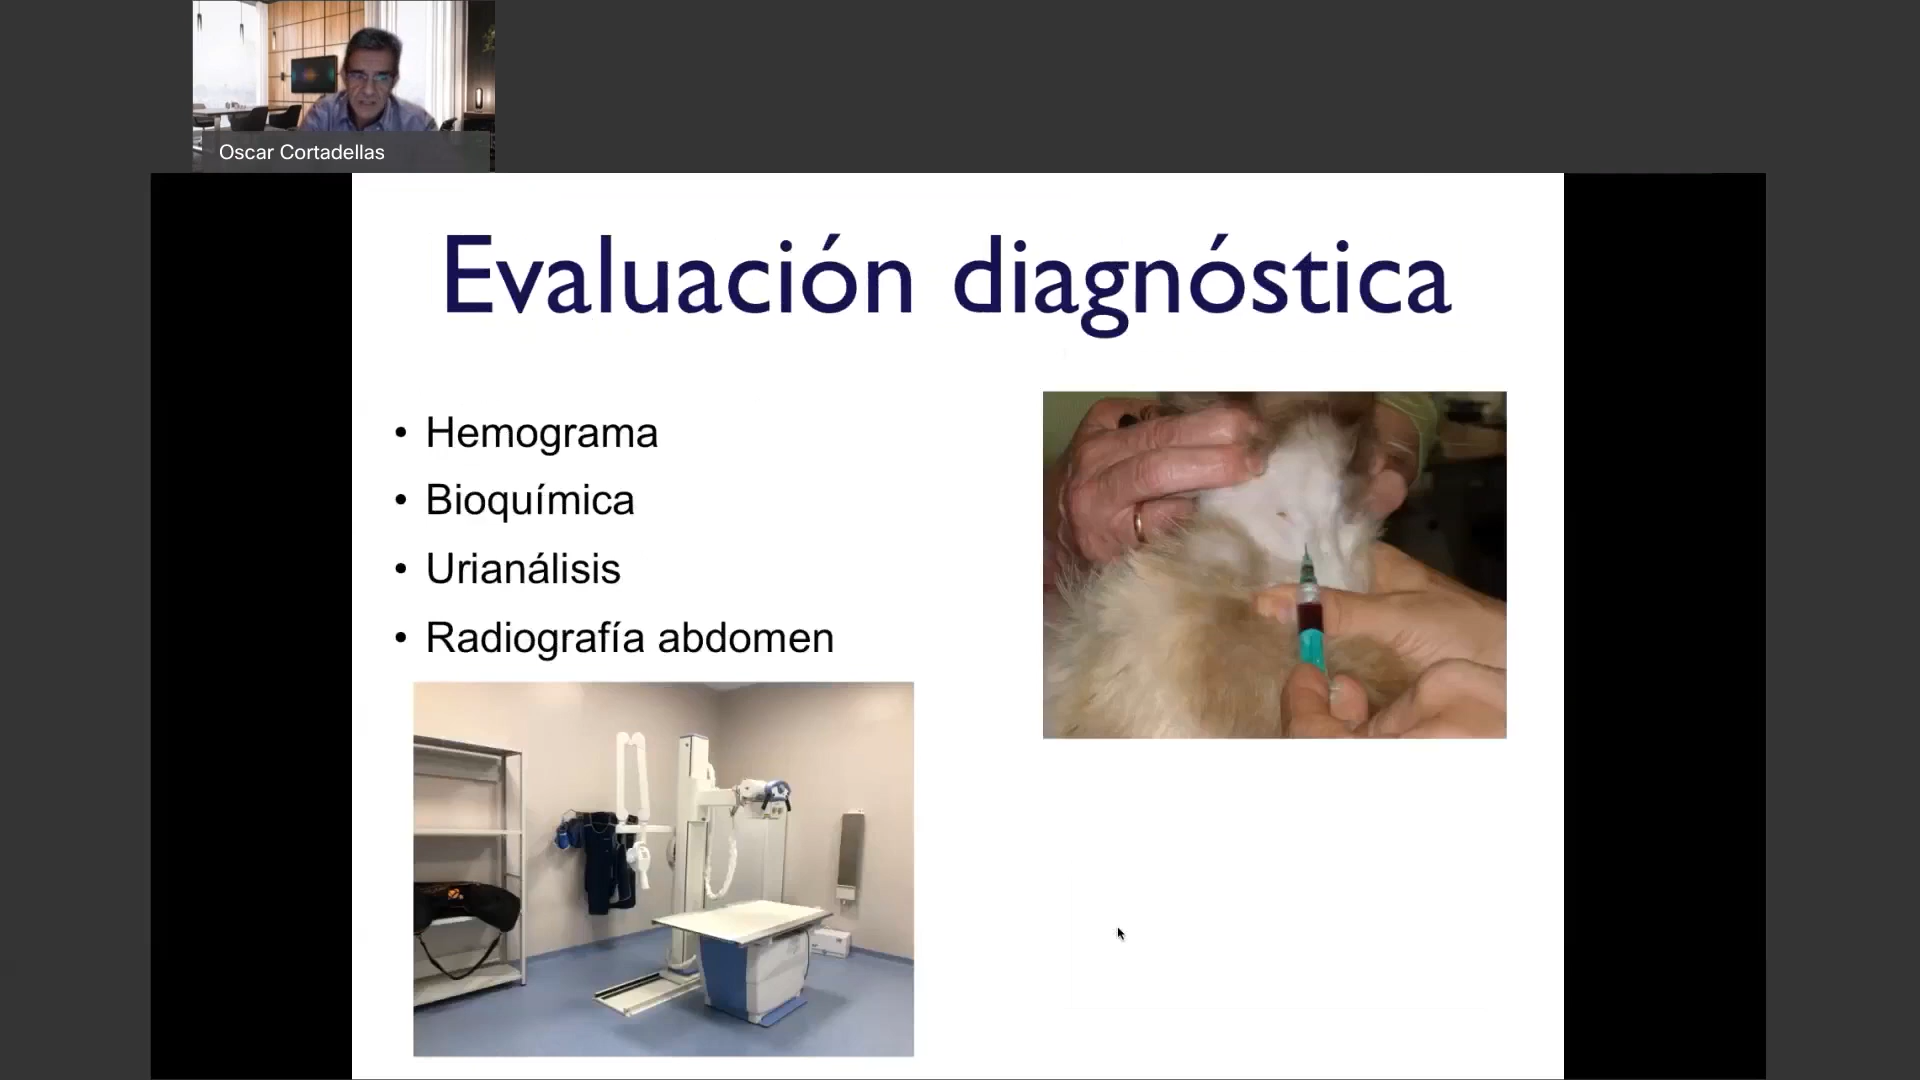 Oscar Cortadellas
Evaluación diagnóstica
• Hemograma
• Bioquímica
• Urianálisis
• Radiografía abdomen